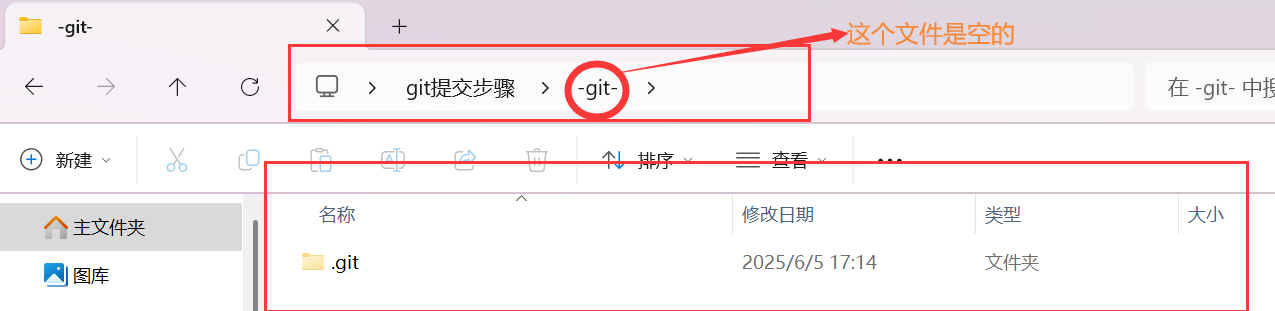 -git-
这个文件是空的
git提交步骤 > -git- >
在 -git- 中搜
新建
排序
查看
名称 修改日期 类型 大小
主文件夹
.git 2025/6/5 17:14 文件夹
图库